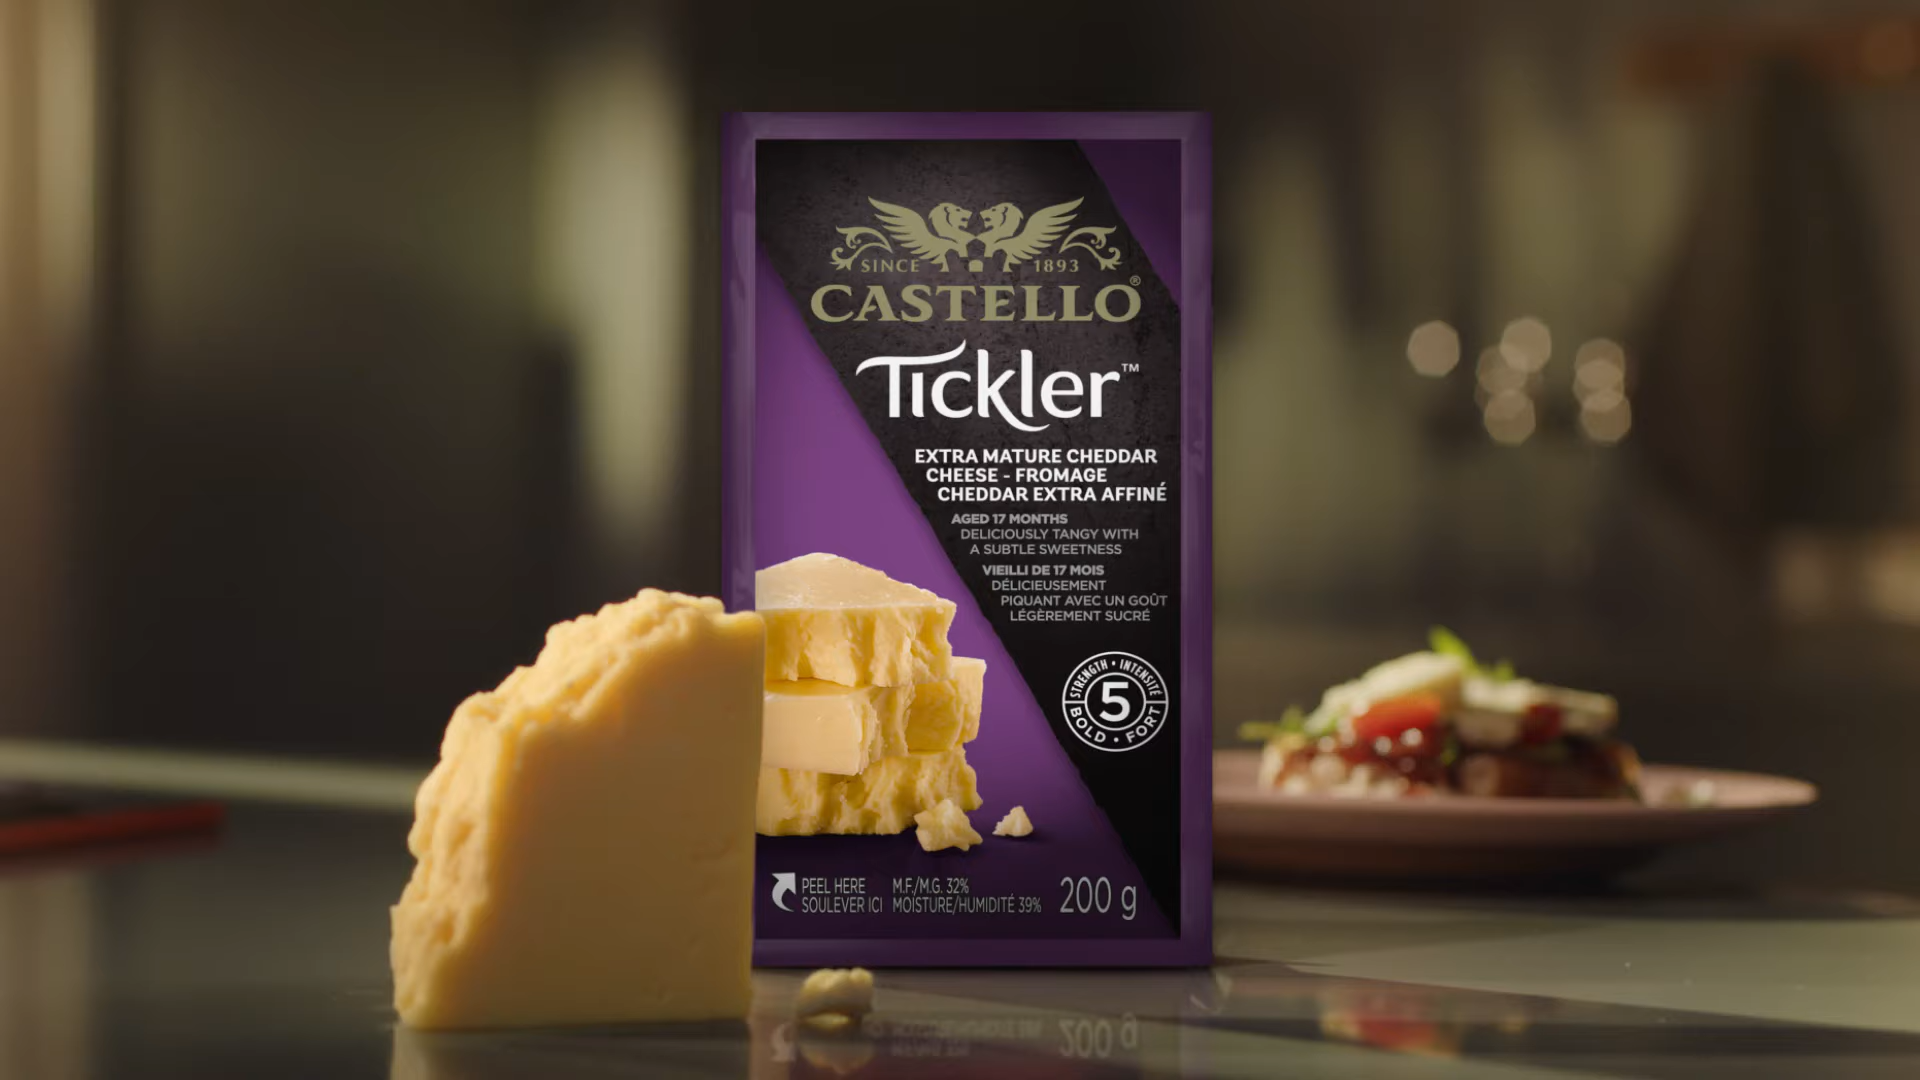 SINCE 1893
CASTELLO®
Tickler™
EXTRA MATURE CHEDDAR
CHEESE - FROMAGE
CHEDDAR EXTRA AFFINÉ
AGED 17 MONTHS
DELICIOUSLY TANGY WITH
A SUBTLE SWEETNESS
VIEILLI DE 17 MOIS
DÉLICIEUSEMENT
PIQUANT AVEC UN GOÛT
LÉGÈREMENT SUCRÉ
STRENGTH • INTENSITÉ
5
BOLD • FORT
PEEL HERE
SOULEVER ICI
M.F./M.G. 32%
MOISTURE/HUMIDITÉ 39%
200 g